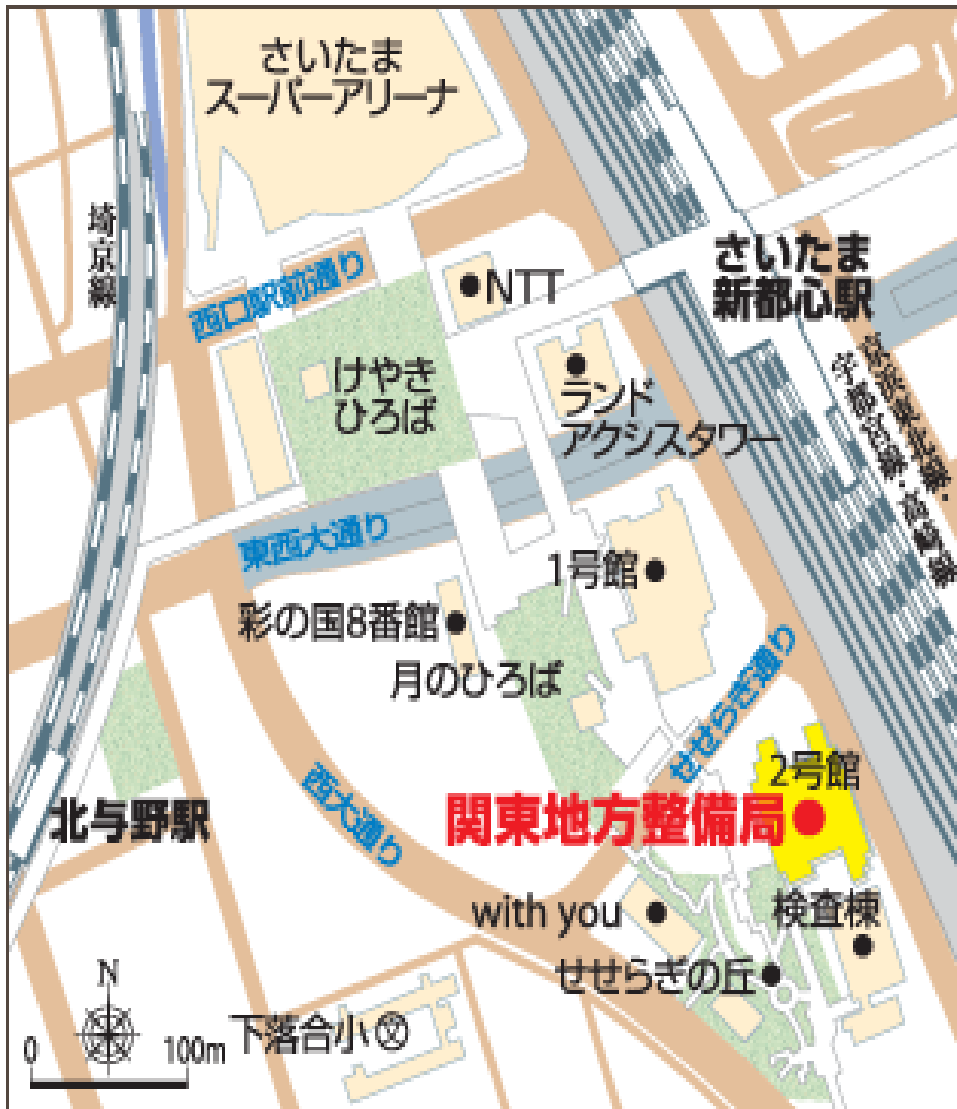 さいたま
スーパーアリーナ
埼京線
西口駅前通り
NTT
さいたま
新都心駅
けやき
ひろば
ランド
アクシスタワー
京浜東北線・
宇都宮線・高崎線
東西大通り
1号館
彩の国8番館
月のひろば
せせらぎ通り
2号館
北与野駅
西大通り
関東地方整備局
with you
検査棟
せせらぎの丘
N
0 100m
下落合小
文